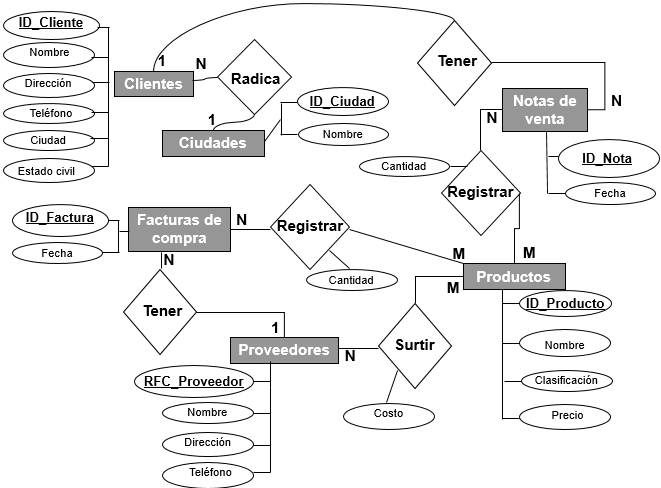 ID_Cliente
Nombre
Dirección
Teléfono
Ciudad
Estado civil
Clientes
1
N
Radica
1
Ciudades
ID_Ciudad
Nombre
Tener
N
Notas de
venta
N
ID_Nota
Fecha
Cantidad
Registrar
M
ID_Factura
Fecha
Facturas de
compra
N
N
Registrar
Cantidad
M
M
Productos
ID_Producto
Nombre
Clasificación
Precio
Tener
1
Proveedores
N
Surtir
Costo
RFC_Proveedor
Nombre
Dirección
Teléfono